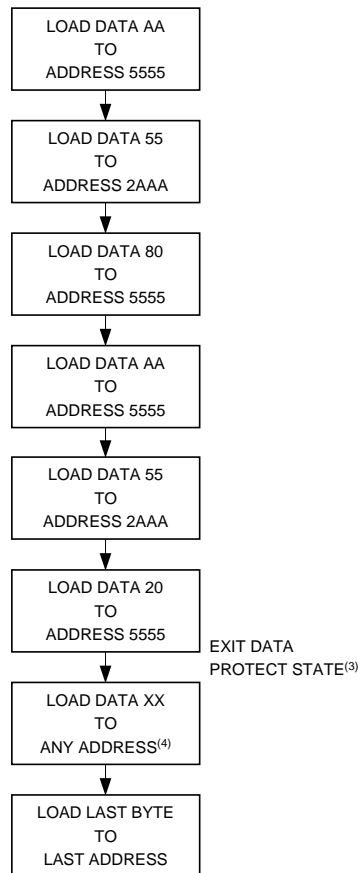 LOAD DATA AA
TO
ADDRESS 5555
LOAD DATA 55
TO
ADDRESS 2AAA
LOAD DATA 80
TO
ADDRESS 5555
LOAD DATA AA
TO
ADDRESS 5555
LOAD DATA 55
TO
ADDRESS 2AAA
LOAD DATA 20
TO
ADDRESS 5555
EXIT DATA
PROTECT STATE(3)
LOAD DATA XX
TO
ANY ADDRESS(4)
LOAD LAST BYTE
TO
LAST ADDRESS